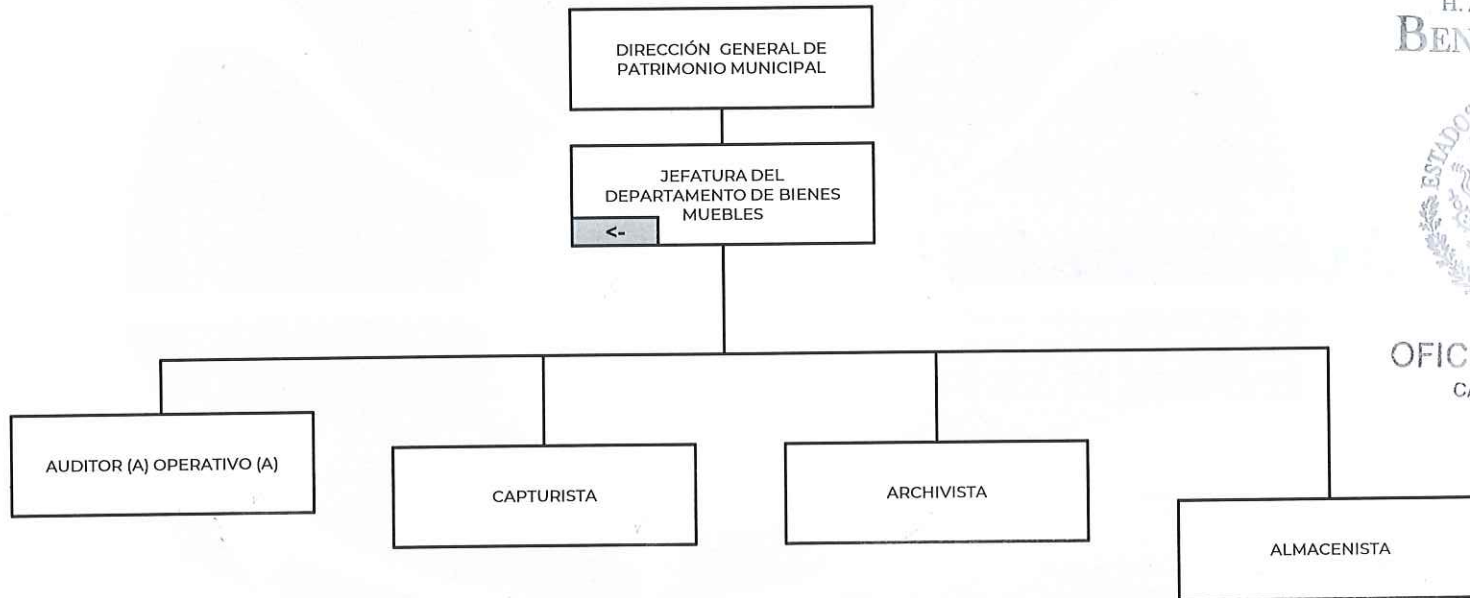 DIRECCIÓN GENERAL DE
PATRIMONIO MUNICIPAL
JEFATURA DEL
DEPARTAMENTO DE BIENES
MUEBLES
<-
AUDITOR (A) OPERATIVO (A)
CAPTURISTA
ARCHIVISTA
ALMACENISTA
H.
BEN
ESTADOS
OFIC